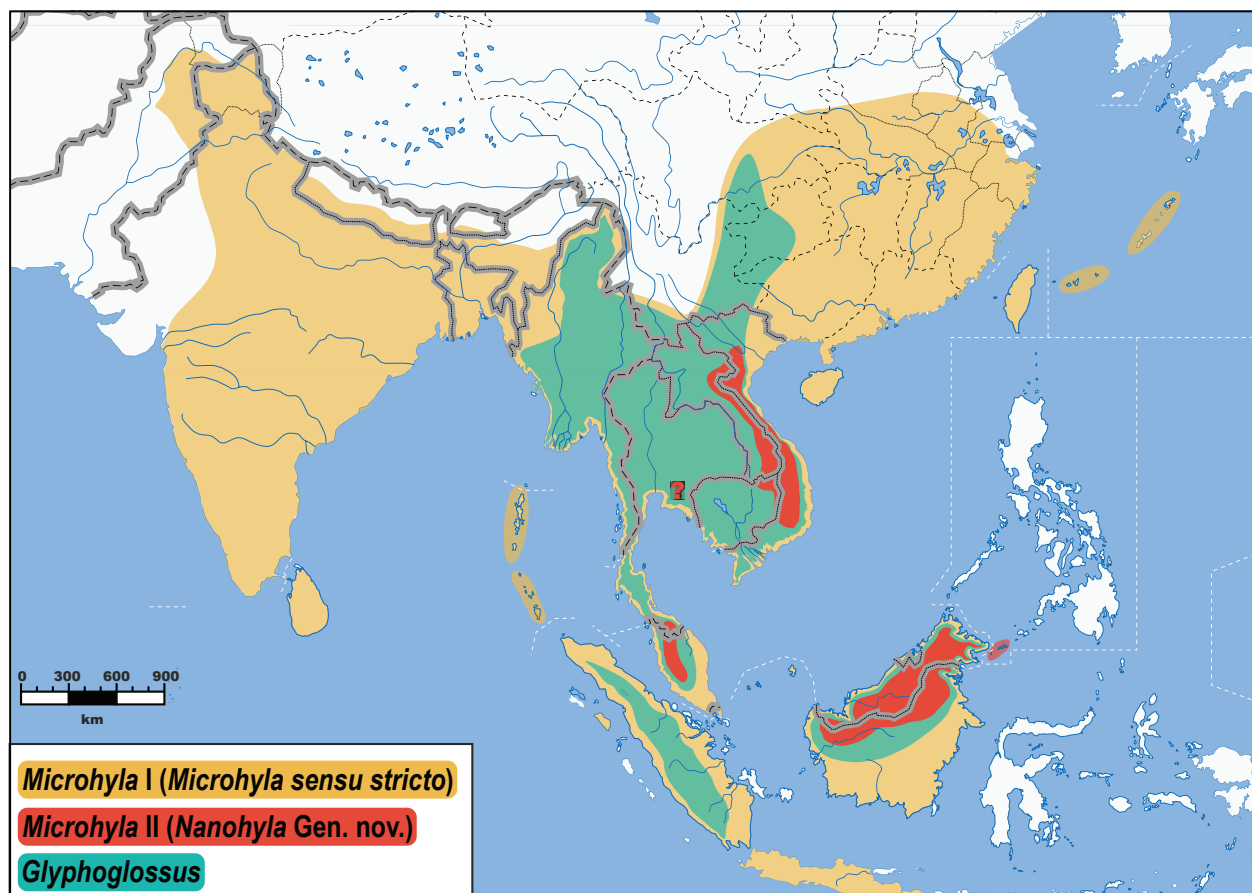 ?
0 300 600 900
km
Microhyla I (Microhyla sensu stricto)
Microhyla II (Nanohyla Gen. nov.)
Glyphoglossus